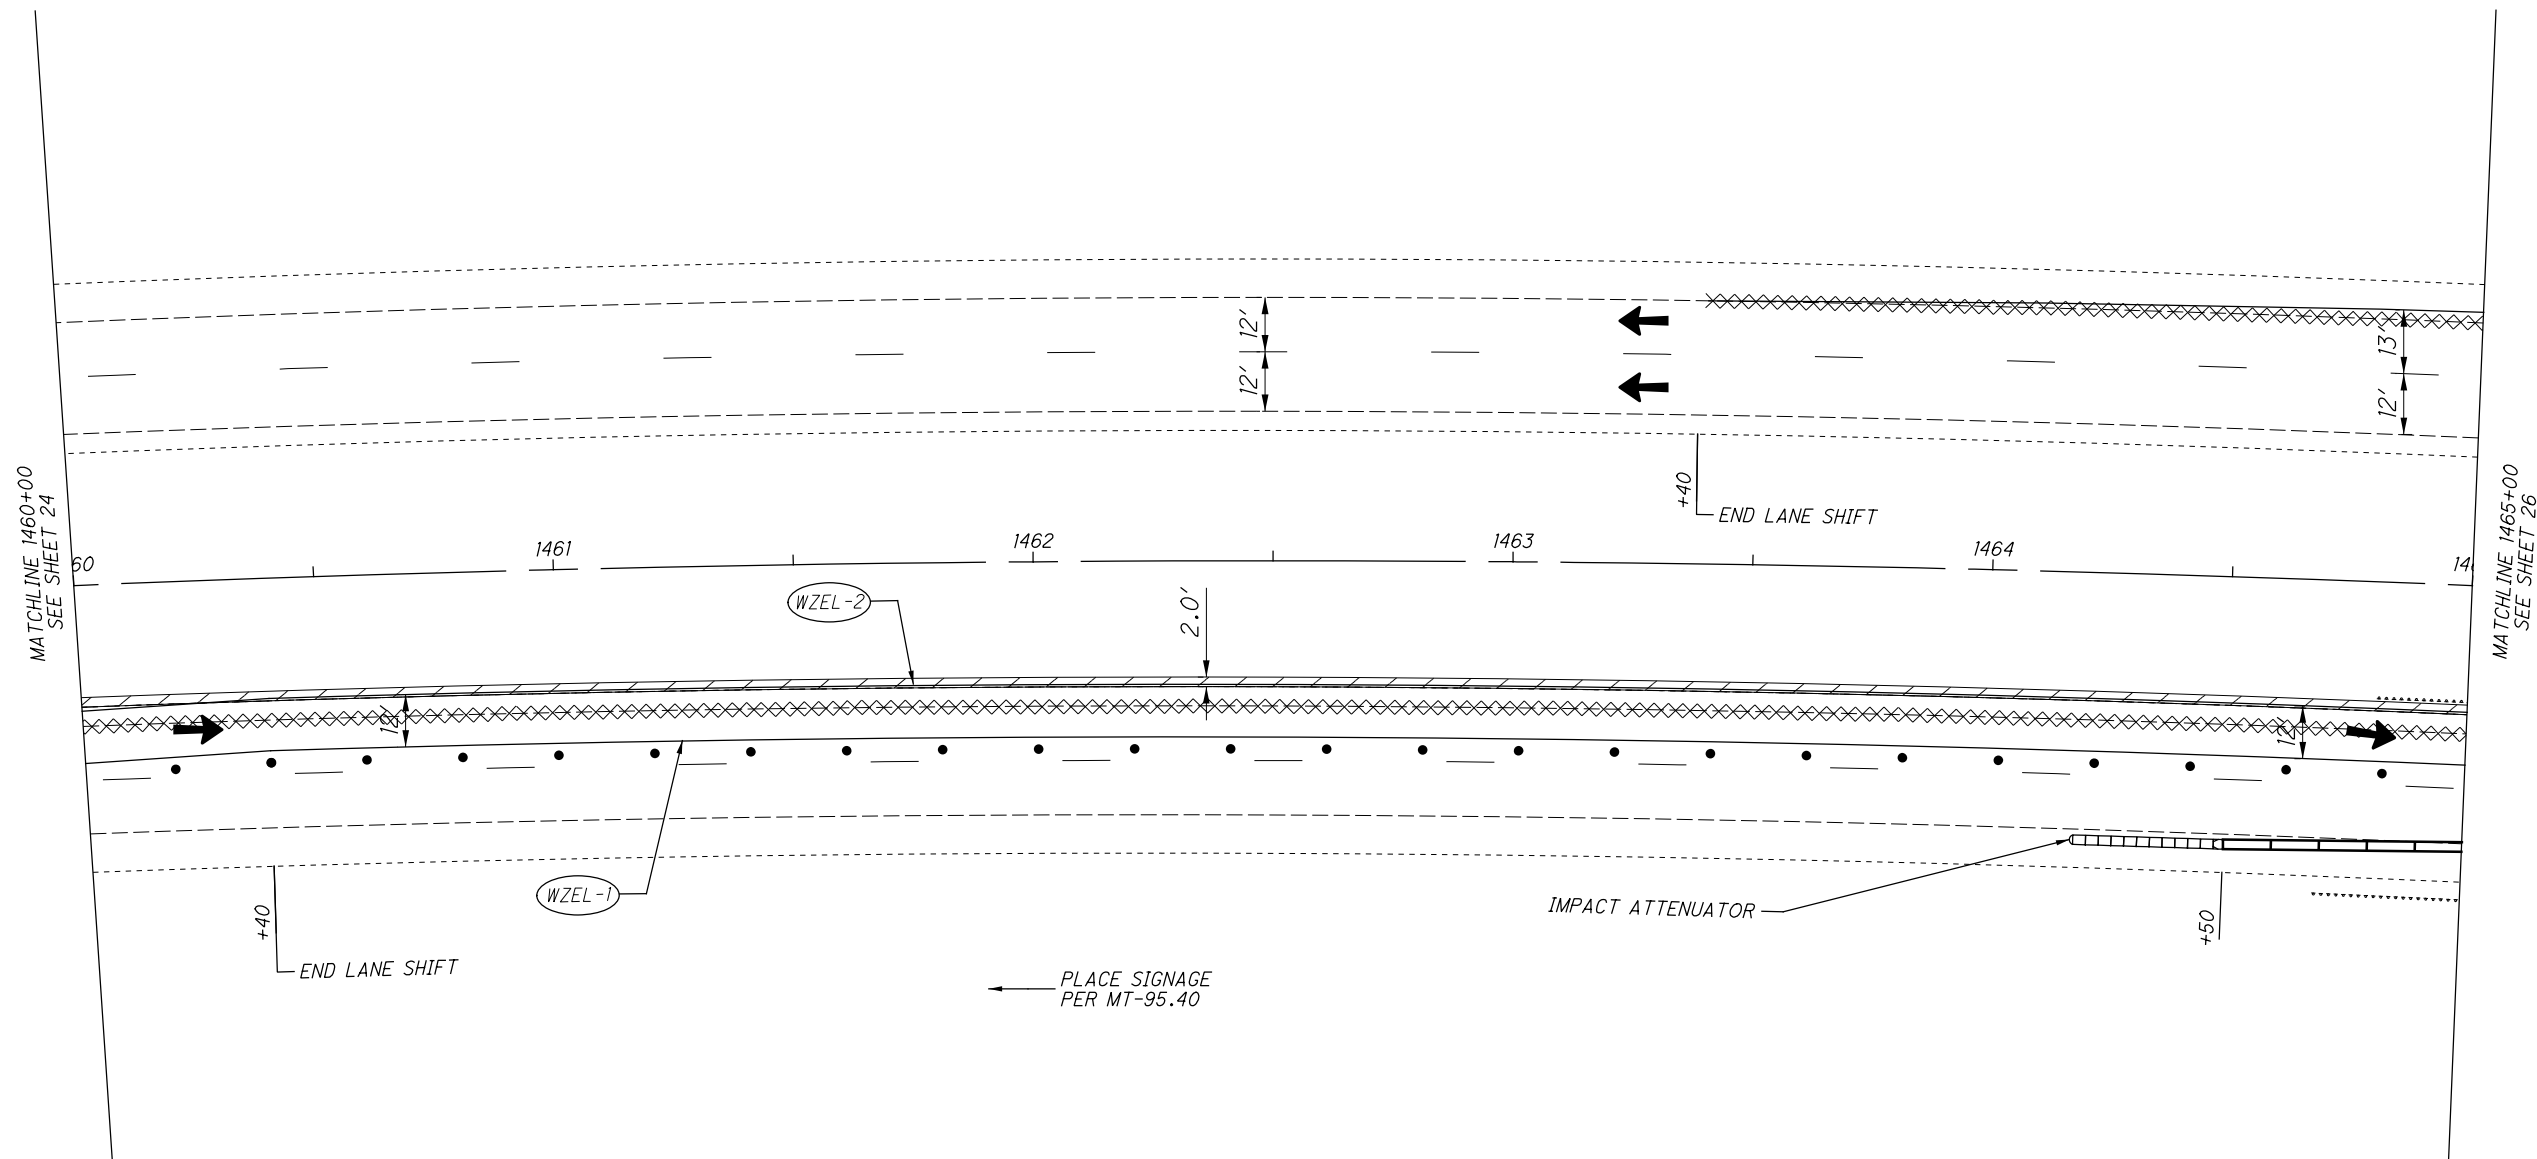 MATCHLINE 1460+00
SEE SHEET 24
12'
12'
13'
12'
+40
END LANE SHIFT
MATCHLINE 1465+00
SEE SHEET 26
60
1461
1462
1463
1464
WZEL-2
2.0'
12'
12'
WZEL-1
+40
END LANE SHIFT
IMPACT ATTENUATOR
+50
PLACE SIGNAGE
PER MT-95.40